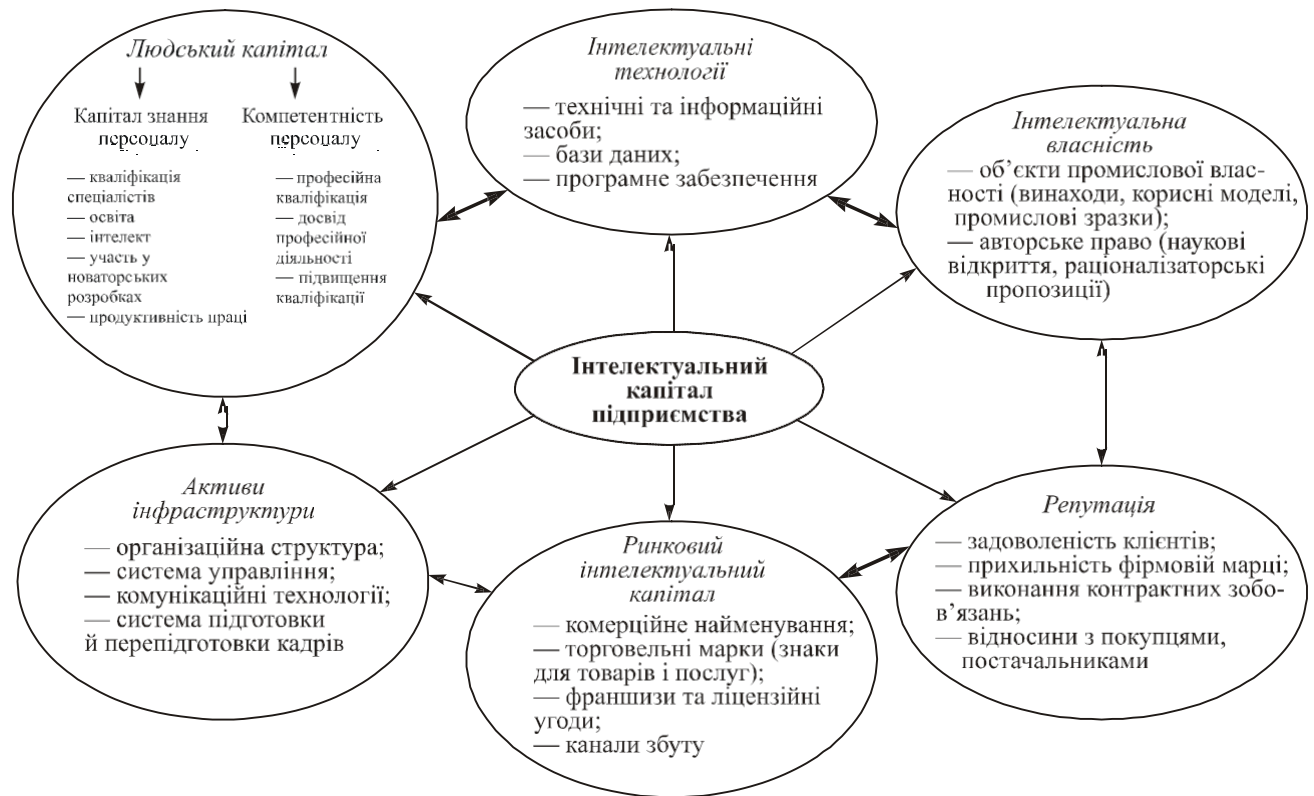 Людський капітал
Капітал знання
персоцалу
— кваліфікація
спеціалістів
— освіта
— інтелект
— участь у
новаторських
розробках
— продуктивність праці
Компетентність
персоцалу
— професійна
кваліфікація
— досвід
професійної
діяльності
— підвищення
кваліфікації
Інтелектуальні
технології
— технічні та інформаційні
засоби;
— бази даних;
— програмне забезпечення
Інтелектуальна
власність
— об’єкти промислової влас-
ності (винаходи, корисні моделі,
промислові зразки);
— авторське право (наукові
відкриття, раціоналізаторські
пропозиції)
Інтелектуальний
капітал
підприємства
Активи
інфраструктури
— організаційна структура;
— система управління;
— комунікаційні технології;
— система підготовки
й перепідготовки кадрів
Ринковий
інтелектуальний
капітал
— комерційне найменування;
— торговельні марки (знаки
для товарів і послуг);
— франшизи та ліцензійні
угоди;
— канали збуту
Репутація
— задоволеність клієнтів;
— прихильність фірмовій марці;
— виконання контрактних зобо-
в’язань;
— відносини з покупцями,
постачальниками